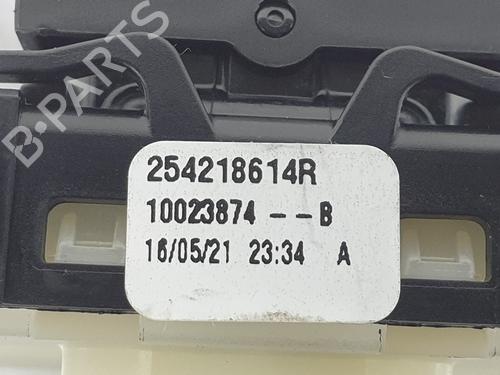 B-PARTS
254218614R
10023874 -- B
16/05/21 23:34 A